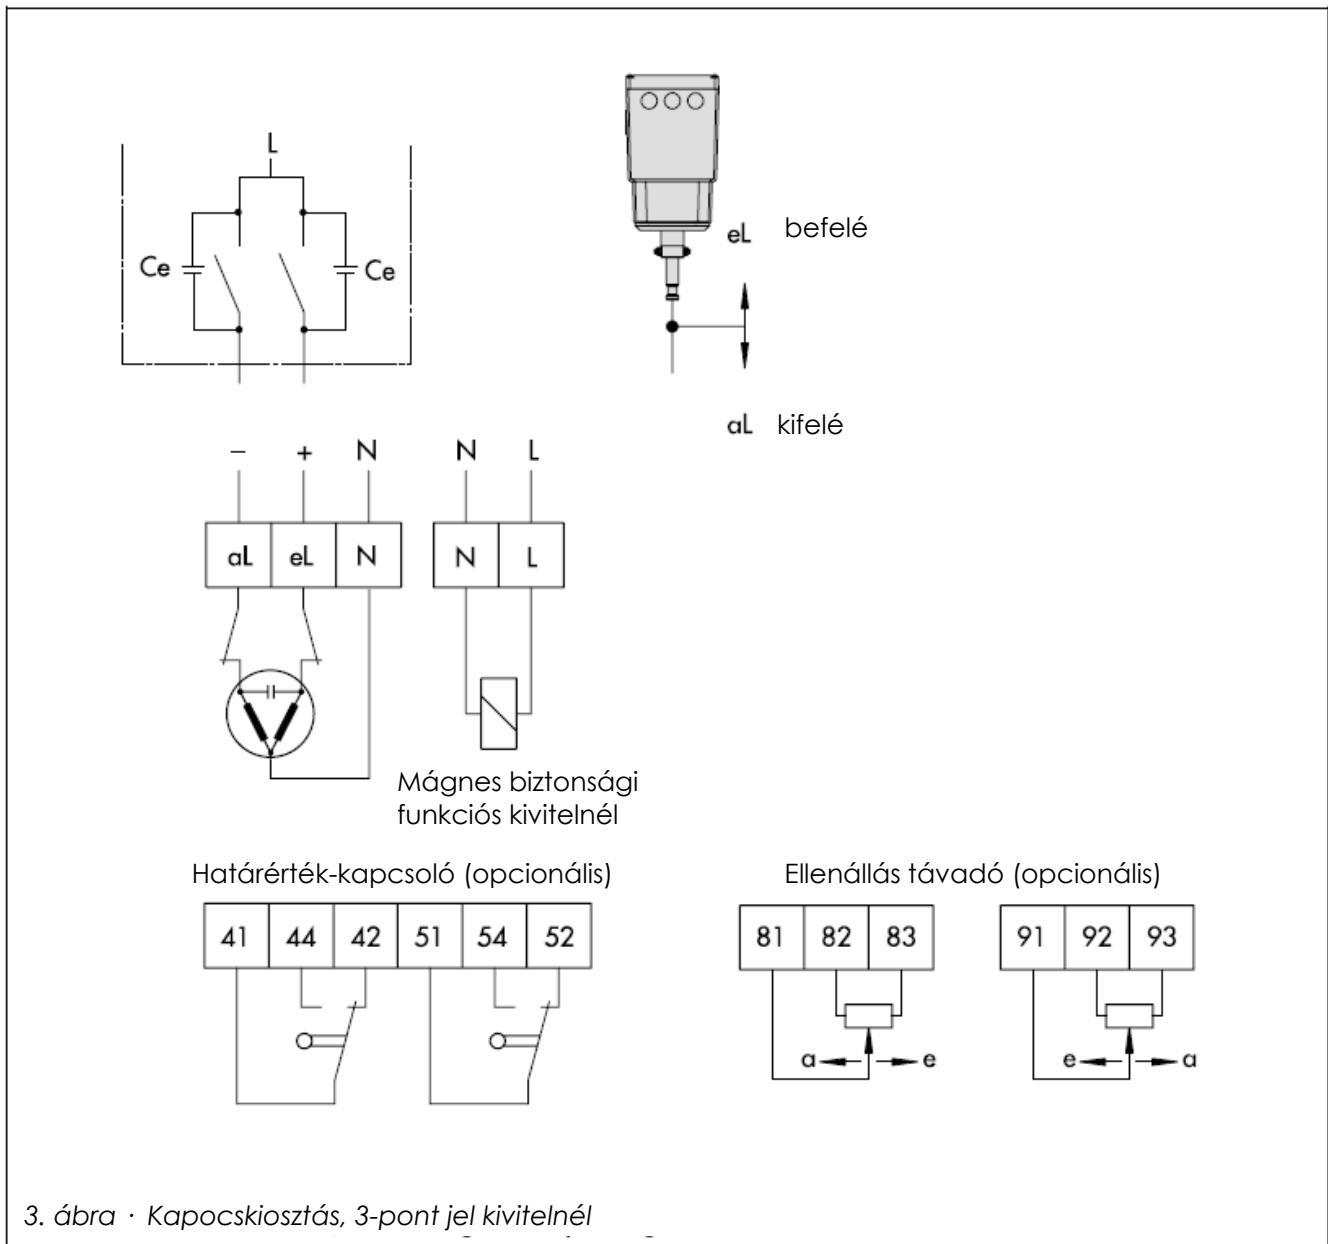 L
Ce
Ce
eL befelé
aL kifelé
− + N N L
aL eL N N L
Mágnes biztonsági
funkciós kivitelnél
Határérték-kapcsoló (opcionális)
41 44 42 51 54 52
Ellenállás távadó (opcionális)
81 82 83 91 92 93
a e e a
3. ábra · Kapocskiosztás, 3-pont jel kivitelnél